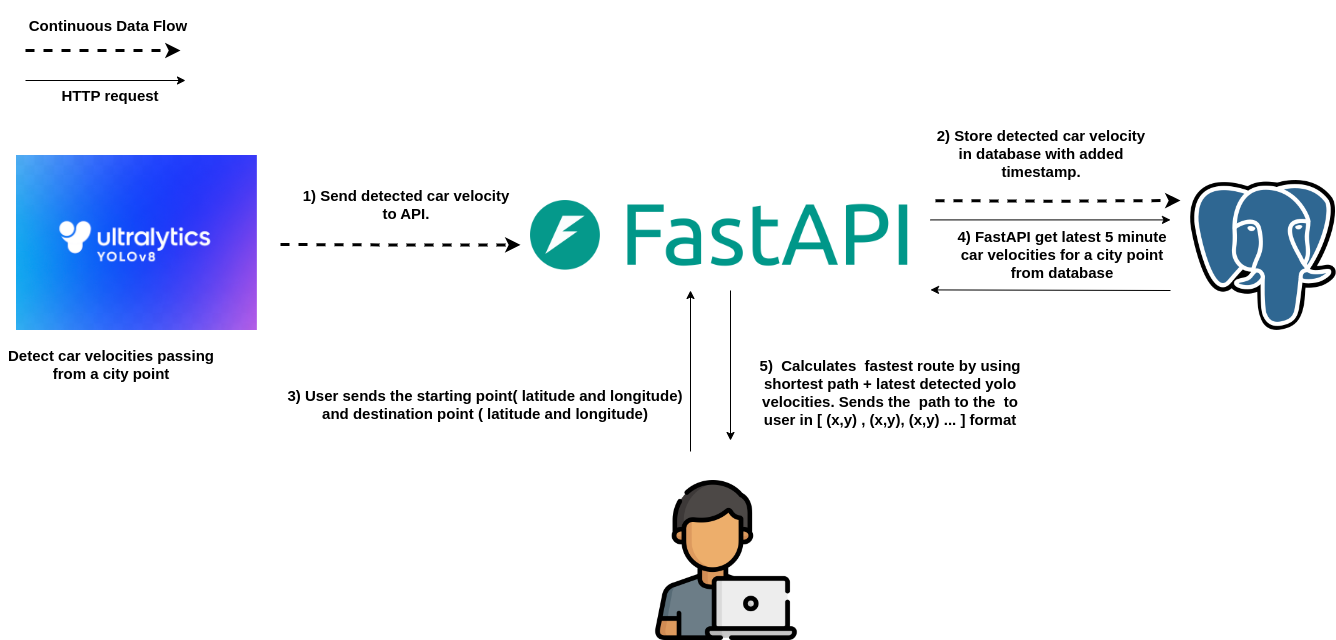 Continuous Data Flow
HTTP request
ultralytics
YOLOv8
Detect car velocities passing
from a city point
1) Send detected car velocity
to API.
FastAPI
2) Store detected car velocity
in database with added
timestamp.
4) FastAPI get latest 5 minute
car velocities for a city point
from database
3) User sends the starting point( latitude and longitude)
and destination point ( latitude and longitude)
5)  Calculates  fastest route by using
shortest path + latest detected yolo
velocities. Sends the  path to the  to
user in [ (x,y) , (x,y), (x,y) ... ] format